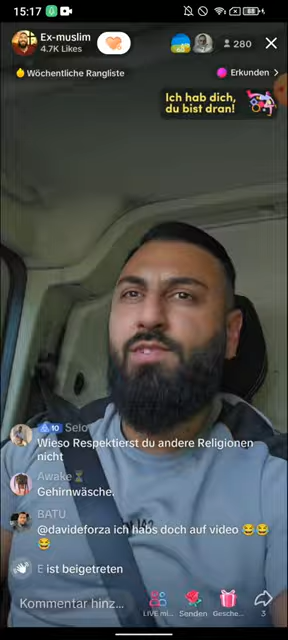 15:17
Ex-muslim
4.7K Likes
280
Wöchentliche Rangliste
Erkunden >
Ich hab dich,
du bist dran!
10 Selo
Wieso Respektierst du andere Religionen
nicht
Awake⏳
Gehirnwäsche.
BATU
@davideforza ich habs doch auf video 😂😂
😂
E ist beigetreten
Kommentar hinz...
LIVE mi...
Senden
Gesche...
3